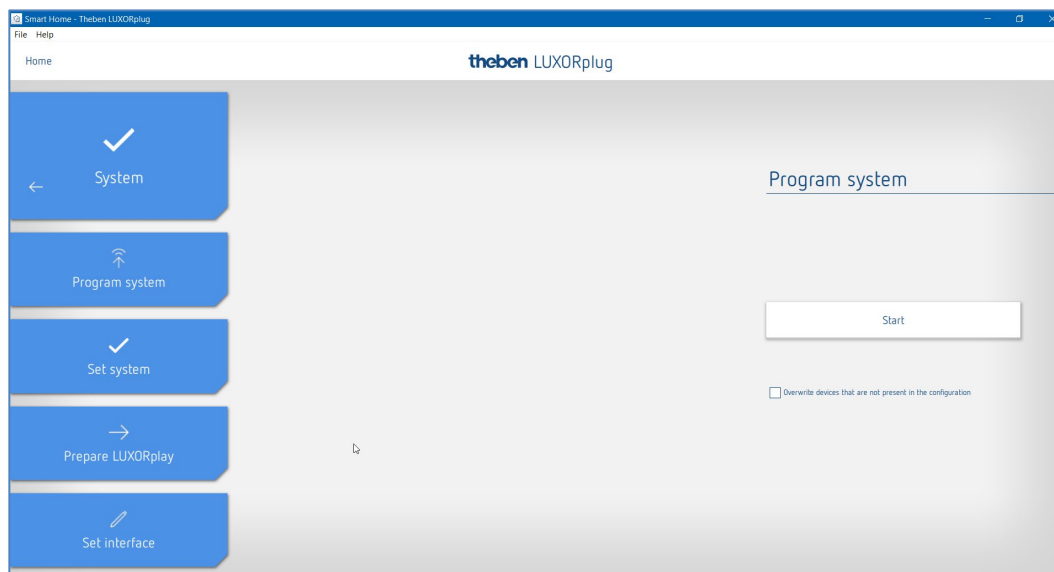 Smart Home - Theben LUXORplug
File Help
Home
theben LUXORplug
System
Program system
Set system
Prepare LUXORplay
Set interface
Program system
Start
Overwrite devices that are not present in the configuration